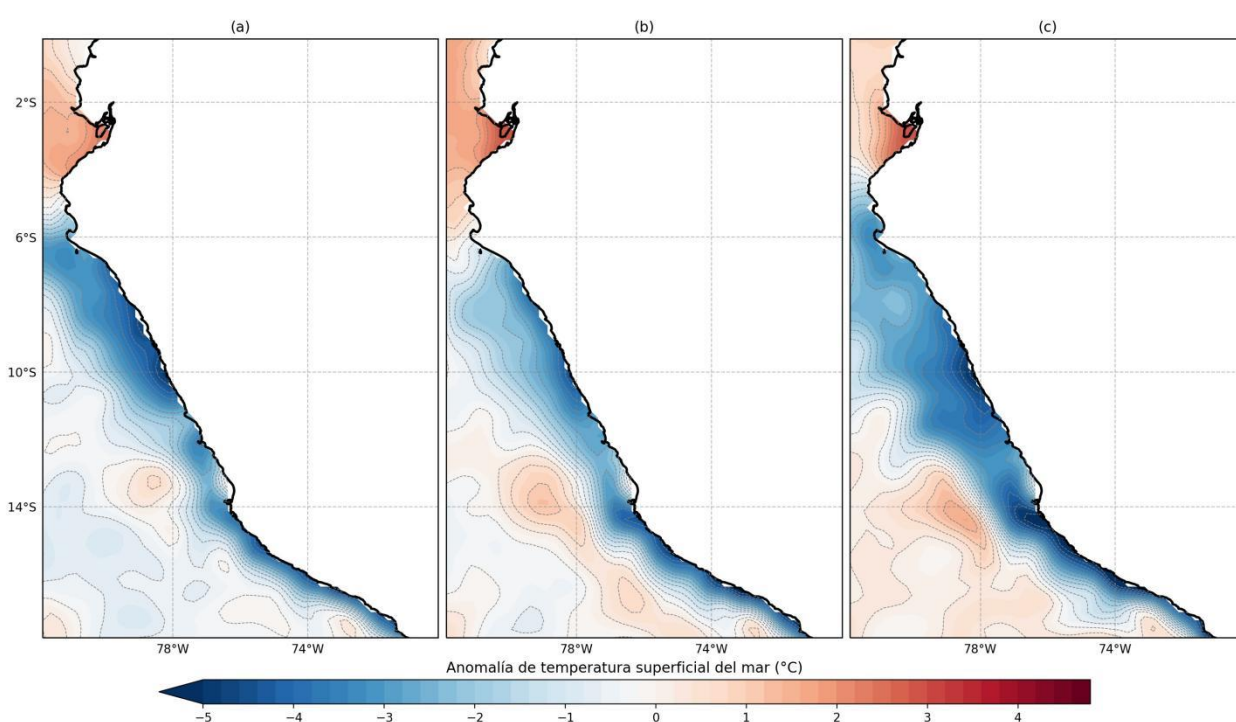 (a) (b) (c)
2°S
6°S
10°S
14°S
78°W 74°W 78°W 74°W 78°W 74°W
Anomalía de temperatura superficial del mar (°C)
−5 −4 −3 −2 −1 0 1 2 3 4